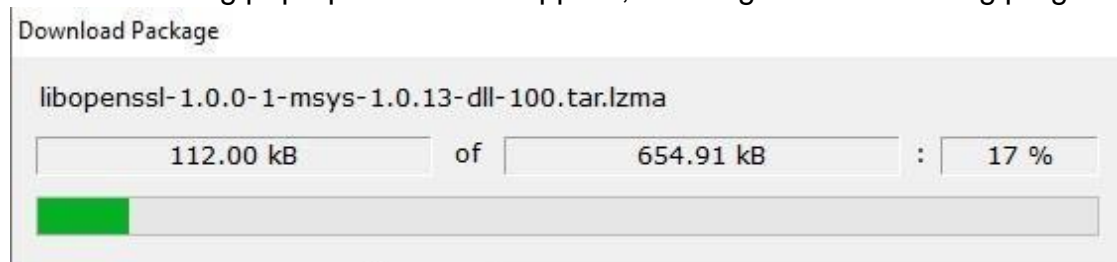 Download Package
libopenssl-1.0.0-1-msys-1.0.13-dll-100.tar.lzma
112.00 kB of 654.91 kB : 17 %